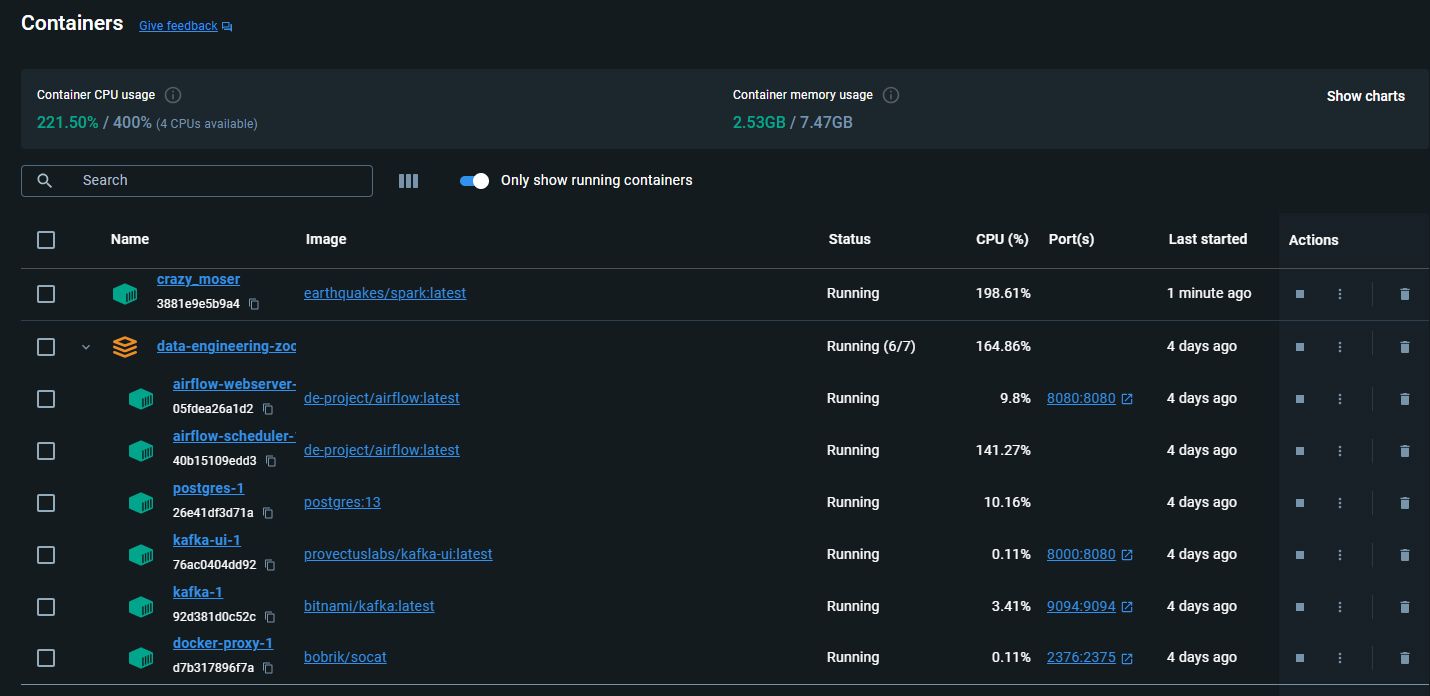 Containers Give feedback
Container CPU usage
221.50% / 400% (4 CPUs available)
Container memory usage
2.53GB / 7.47GB
Show charts
Search
Only show running containers
Name Image Status CPU (%) Port(s) Last started Actions
crazy_moser
3881e9e5b9a4
earthquakes/spark:latest Running 198.61% 1 minute ago
data-engineering-zoc Running (6/7) 164.86% 4 days ago
airflow-webserver-
05fdea26a1d2
de-project/airflow:latest Running 9.8% 8080:8080 4 days ago
airflow-scheduler-
40b15109edd3
de-project/airflow:latest Running 141.27% 4 days ago
postgres-1
26e41df3d71a
postgres:13 Running 10.16% 4 days ago
kafka-ui-1
76ac0404dd92
provectuslabs/kafka-ui:latest Running 0.11% 8000:8080 4 days ago
kafka-1
92d381d0c52c
bitnami/kafka:latest Running 3.41% 9094:9094 4 days ago
docker-proxy-1
d7b317896f7a
bobrik/socat Running 0.11% 2376:2375 4 days ago